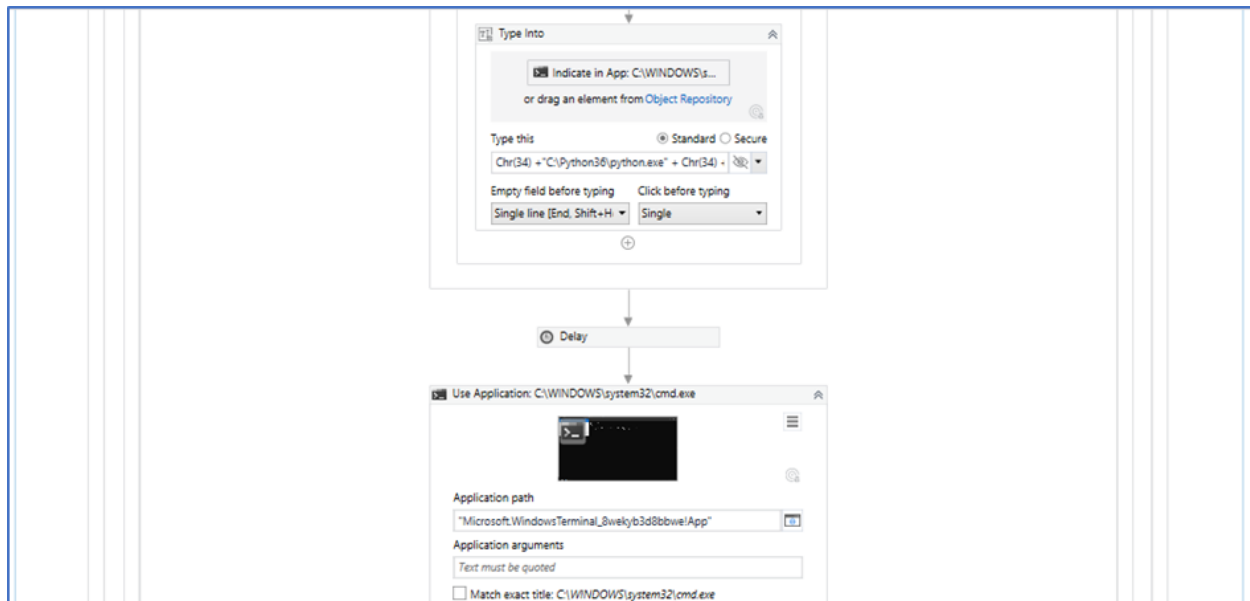 Type Into
Indicate in App: C:\WINDOWS\s...
or drag an element from Object Repository
Type this
Standard
Secure
Chr(34) +"C:\Python36\python.exe" + Chr(34) +
Empty field before typing
Click before typing
Single line [End, Shift+H
Single
Delay
Use Application: C:\WINDOWS\system32\cmd.exe
Application path
"Microsoft.WindowsTerminal_8wekyb3d8bbwe!App"
Application arguments
Text must be quoted
Match exact title: C:\WINDOWS\system32\cmd.exe